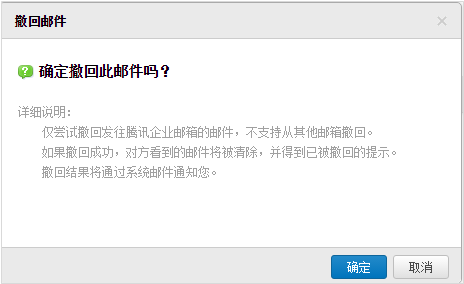 撤回邮件
确定撤回此邮件吗？
详细说明：
仅尝试撤回发往腾讯企业邮箱的邮件，不支持从其他邮箱撤回。
如果撤回成功，对方看到的邮件将被清除，并得到已被撤回的提示。
撤回结果将通过系统邮件通知您。
确定 取消